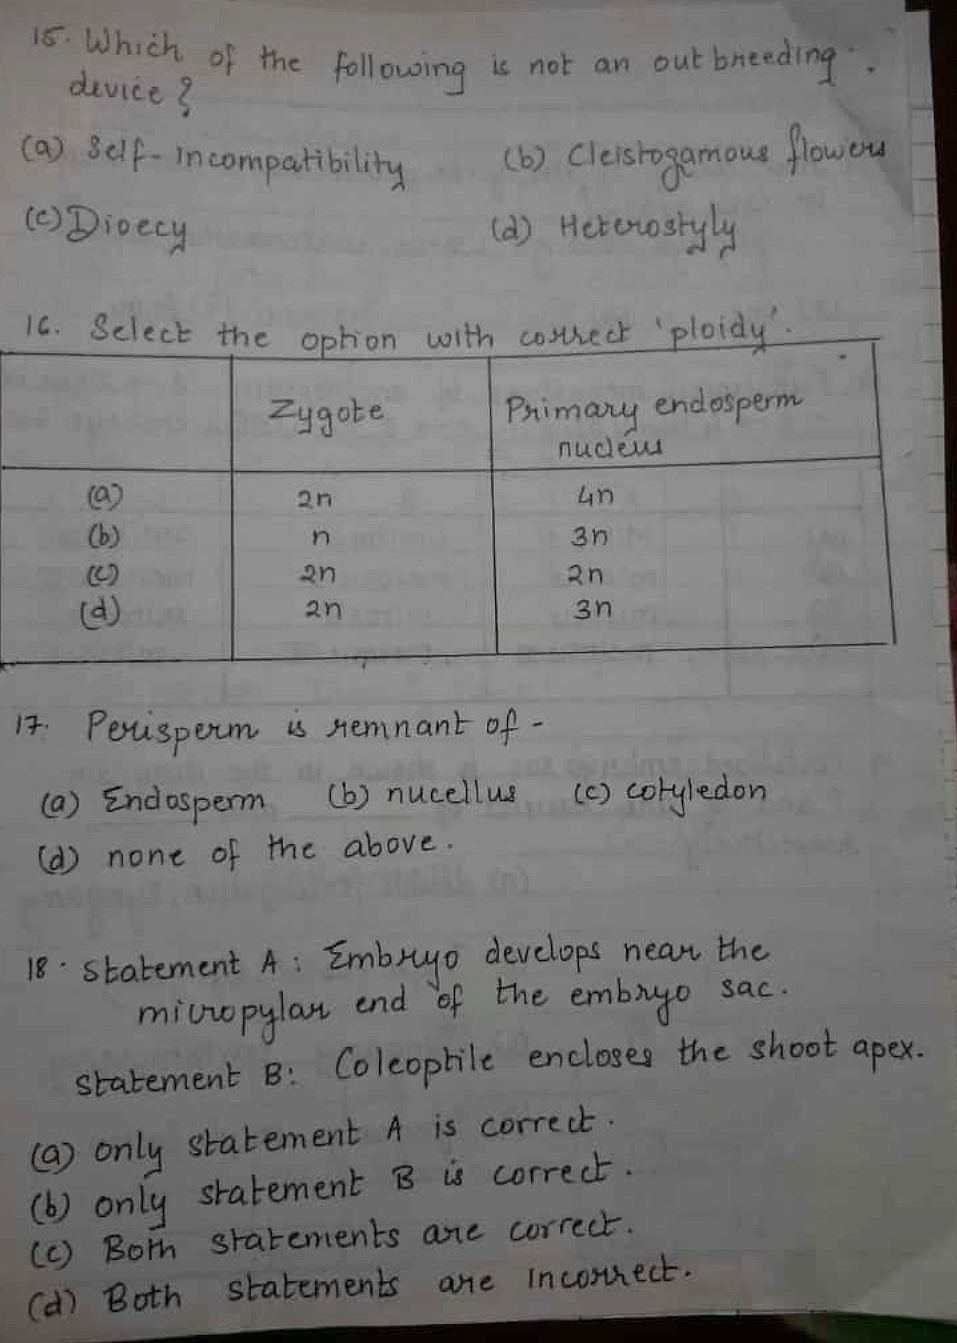 15. Which of the following is not an out breeding
device?
(a) Self-Incompatibility (b) Cleistogamous flowers
(c) Dioecy (d) Heterostyly
16. Select the option with correct 'ploidy'.
Zygote Primary endosperm
nucleus
(a) 2n 4n
(b) n 3n
(c) 2n 2n
(d) 2n 3n
17. Perisperm is remnant of -
(a) Endosperm (b) nucellus (c) cotyledon
(d) none of the above.
18. Statement A: Embryo develops near the
micropylar end of the embryo sac.
Statement B: Coleoptile encloses the shoot apex.
(a) only statement A is correct.
(b) only statement B is correct.
(c) Both statements are correct.
(d) Both statements are incorrect.